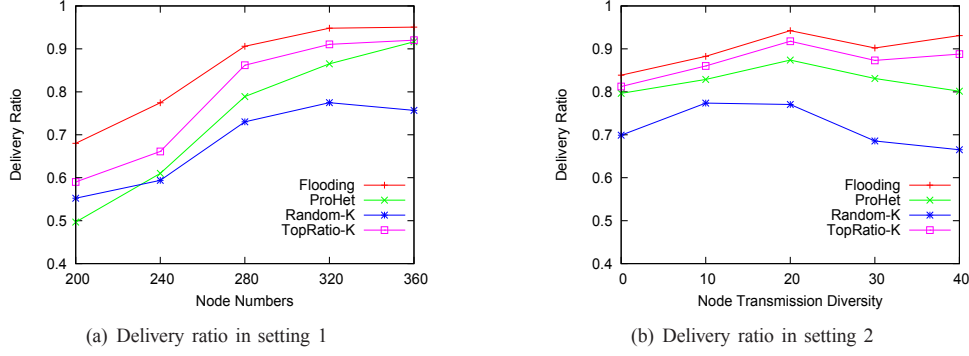 1
0.9
0.8
0.7
0.6
0.5
0.4
Delivery Ratio
200 240 280 320 360
Node Numbers
Flooding
ProHet
Random-K
TopRatio-K
(a) Delivery ratio in setting 1
1
0.9
0.8
0.7
0.6
0.5
0.4
Delivery Ratio
0 10 20 30 40
Node Transmission Diversity
Flooding
ProHet
Random-K
TopRatio-K
(b) Delivery ratio in setting 2